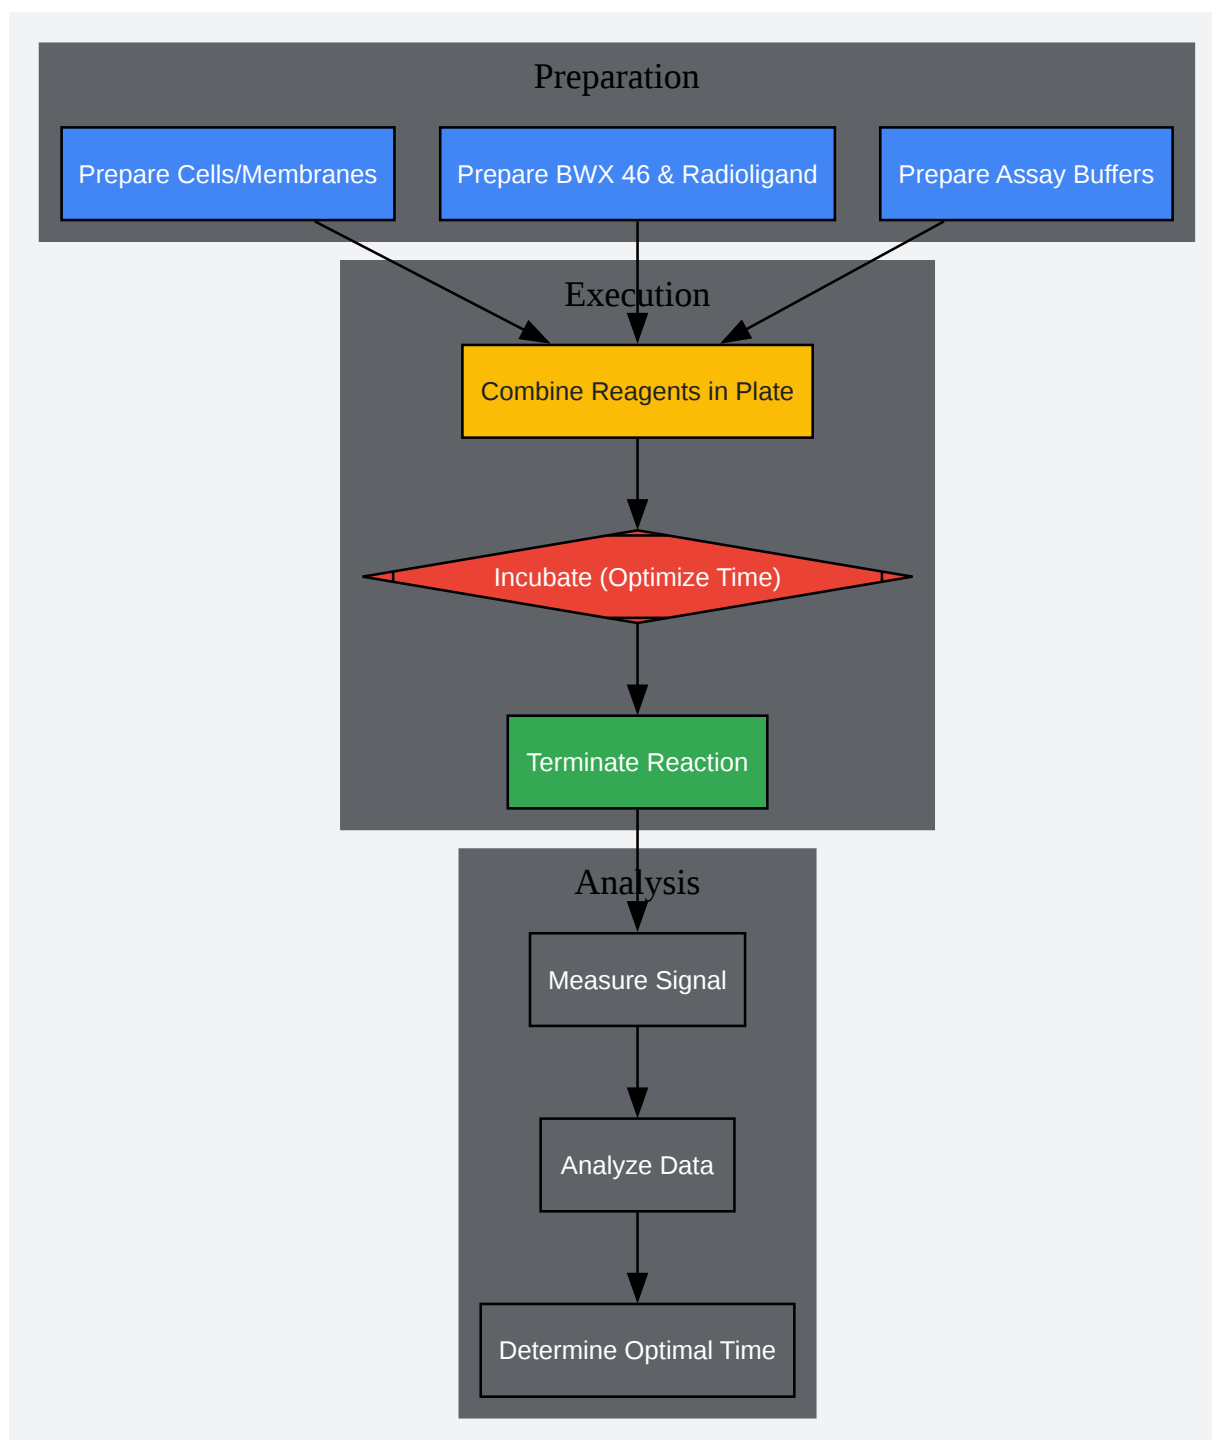 Preparation
Prepare Cells/Membranes
Prepare BWX 46 & Radioligand
Prepare Assay Buffers
Execution
Combine Reagents in Plate
Incubate (Optimize Time)
Terminate Reaction
Analysis
Measure Signal
Analyze Data
Determine Optimal Time